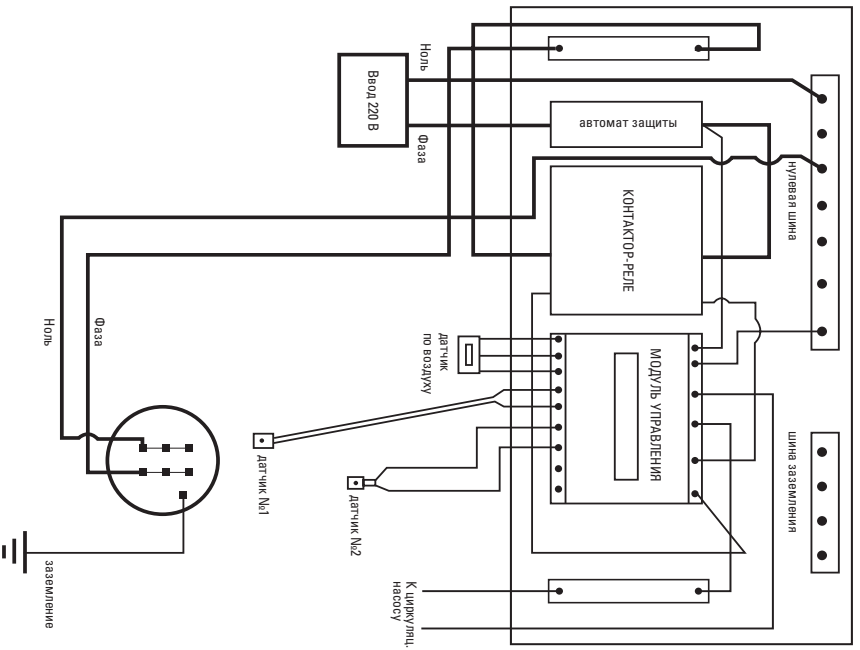 Ноль
Ввод 220 В
Фаза
автомат защиты
нулевая шина
КОНТАКТОР-РЕЛЕ
Ноль
Фаза
датчик
по воздуху
МОДУЛЬ УПРАВЛЕНИЯ
шина заземления
датчик №1
датчик №2
заземление
К циркуляц.
насосу